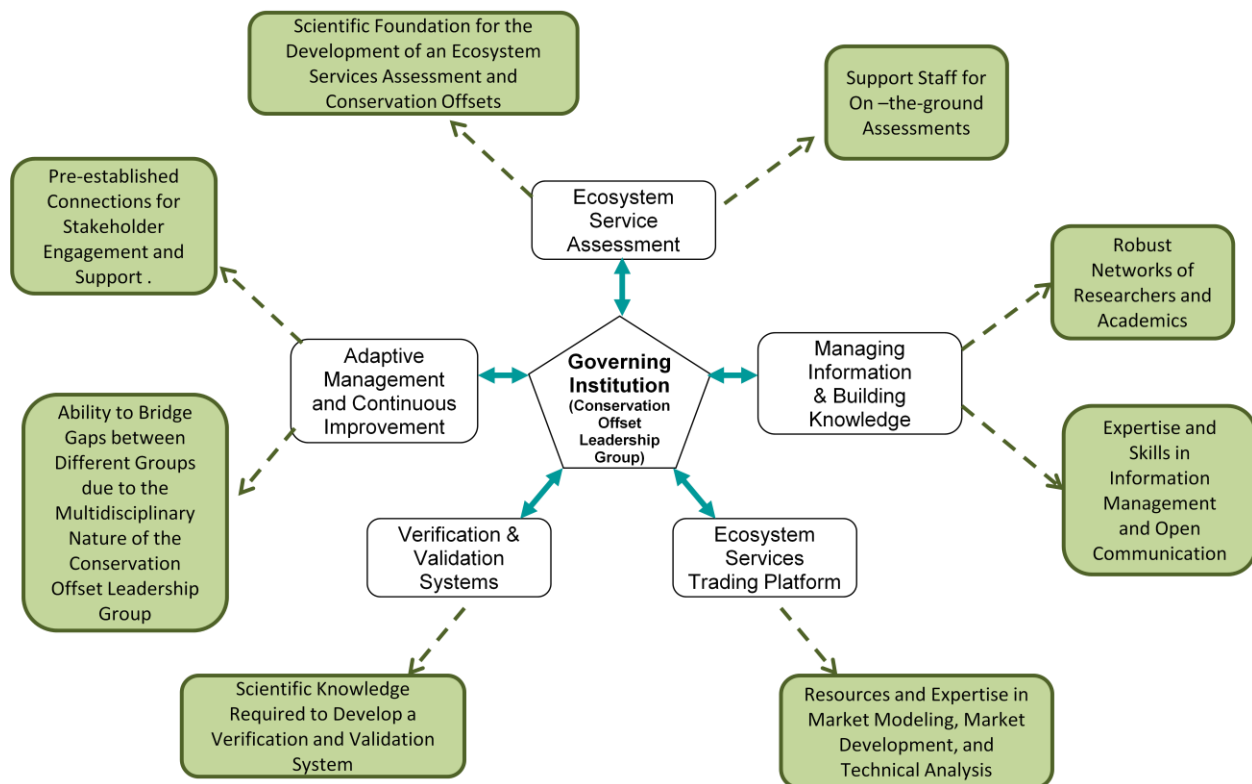 Scientific Foundation for the
Development of an Ecosystem
Services Assessment and
Conservation Offsets
Support Staff for
On –the-ground
Assessments
Pre-established
Connections for
Stakeholder
Engagement and
Support .
Ecosystem
Service
Assessment
Robust
Networks of
Researchers and
Academics
Adaptive
Management
and Continuous
Improvement
Governing
Institution
(Conservation
Offset
Leadership
Group)
Managing
Information
& Building
Knowledge
Ability to Bridge
Gaps between
Different Groups
due to the
Multidisciplinary
Nature of the
Conservation
Offset Leadership
Group
Expertise and
Skills in
Information
Management
and Open
Communication
Verification &
Validation
Systems
Ecosystem
Services
Trading Platform
Scientific Knowledge
Required to Develop a
Verification and Validation
System
Resources and Expertise in
Market Modeling, Market
Development, and
Technical Analysis